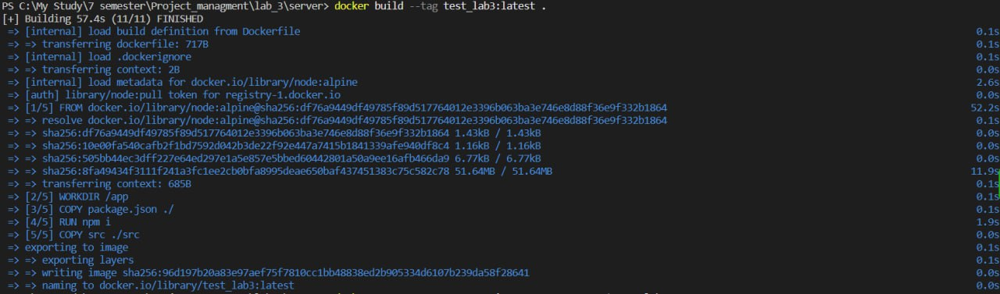 PS C:\My Study\7 semester\Project_managment\lab_3\server> docker build --tag test_lab3:latest .
[+] Building 57.4s (11/11) FINISHED
=> [internal] load build definition from Dockerfile 0.1s
=> => transferring dockerfile: 717B 0.1s
=> [internal] load .dockerignore 0.1s
=> => transferring context: 2B 0.0s
=> [internal] load metadata for docker.io/library/node:alpine 2.6s
=> [auth] library/node:pull token for registry-1.docker.io 0.0s
=> [1/5] FROM docker.io/library/node:alpine@sha256:df76a9449df49785f89d517764012e3396b063ba3e746e8d88f36e9f332b1864 52.2s
=> => resolve docker.io/library/node:alpine@sha256:df76a9449df49785f89d517764012e3396b063ba3e746e8d88f36e9f332b1864 0.1s
=> => sha256:df76a9449df49785f89d517764012e3396b063ba3e746e8d88f36e9f332b1864 1.43kB / 1.43kB 0.0s
=> => sha256:10e00fa540cafb2f1bd7592d042b3de22f92e447a7415b1841339afe940df8c4 1.16kB / 1.16kB 0.0s
=> => sha256:505bb44ec3dff227e64ed297e1a5e857e5bbed60442801a50a9ee16afb466da9 6.77kB / 6.77kB 0.0s
=> => sha256:8fa49434f3111f241a3fc1ee2cb0bfa8995deae650baf437451383c75c582c78 51.64MB / 51.64MB 11.9s
=> => transferring context: 685B 0.1s
=> [2/5] WORKDIR /app 0.1s
=> [3/5] COPY package.json ./ 0.1s
=> [4/5] RUN npm i 1.9s
=> [5/5] COPY src ./src 0.0s
=> exporting to image 0.1s
=> => exporting layers 0.1s
=> => writing image sha256:96d197b20a83e97aef75f7810cc1bb48838ed2b905334d6107b239da58f28641 0.0s
=> => naming to docker.io/library/test_lab3:latest 0.0s